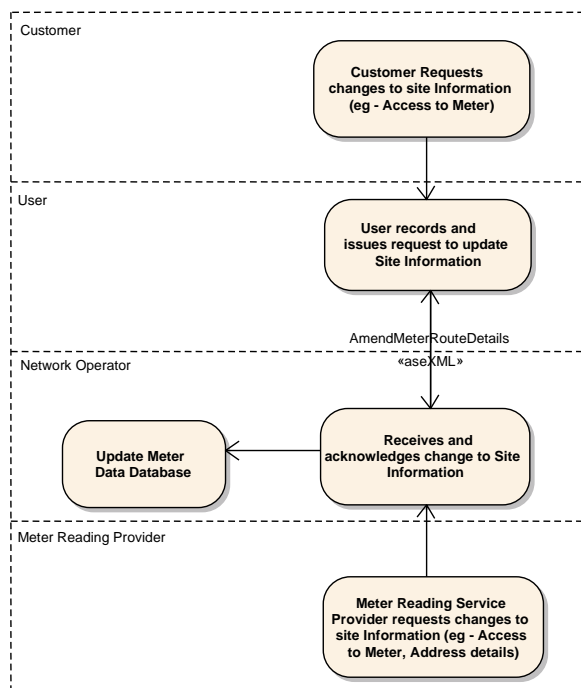 Customer
Customer Requests
changes to site Information
(eg - Access to Meter)
User
User records and
issues request to update
Site Information
AmendMeterRouteDetails
«aseXML»
Network Operator
Update Meter
Data Database
Receives and
acknowledges change to Site
Information
Meter Reading Provider
Meter Reading Service
Provider requests changes to
site Information (eg - Access
to Meter, Address details)